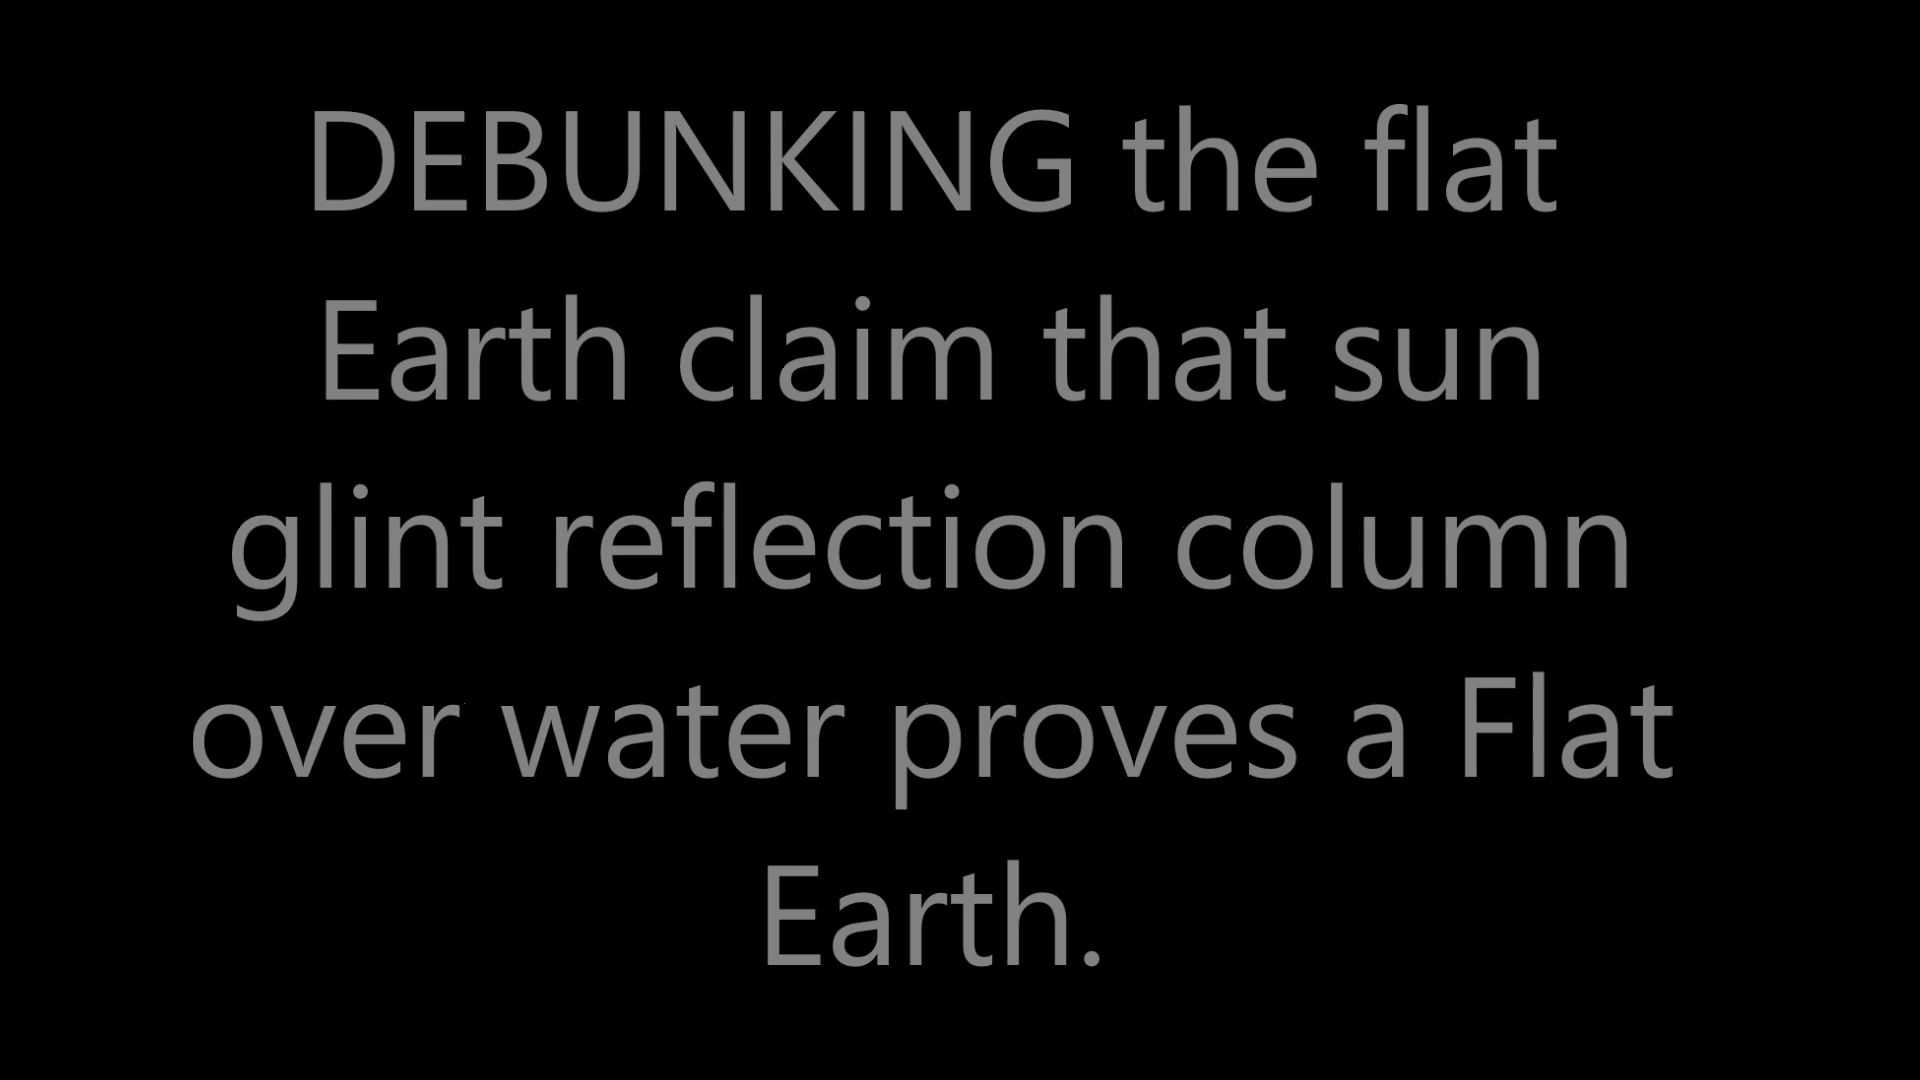 DEBUNKING the flat
Earth claim that sun
glint reflection column
over water proves a Flat
Earth.